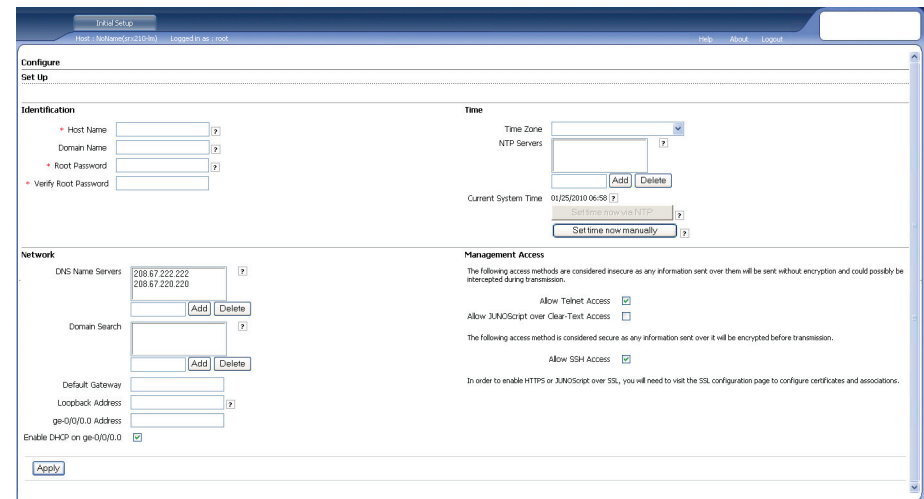 Initial Setup
Host : NoName(srx210-ln) Logged in as : root
Help About Logout
Configure
Set Up
Identification
* Host Name ?
Domain Name ?
* Root Password ?
* Verify Root Password
Time
Time Zone
NTP Servers ?
Add Delete
Current System Time 01/25/2010 06:58 ?
Set time now via NTP ?
Set time now manually ?
Network
DNS Name Servers ?
208.67.222.222
208.67.220.220
Add Delete
Domain Search ?
Add Delete
Default Gateway
Loopback Address ?
ge-0/0/0.0 Address
Enable DHCP on ge-0/0/0.0
Management Access
The following access methods are considered insecure as any information sent over them will be sent without encryption and could possibly be
intercepted during transmission.
Allow Telnet Access
Allow JUNOScript over Clear-Text Access
The following access method is considered secure as any information sent over it will be encrypted before transmission.
Allow SSH Access
In order to enable HTTPS or JUNOScript over SSL, you will need to visit the SSL configuration page to configure certificates and associations.
Apply